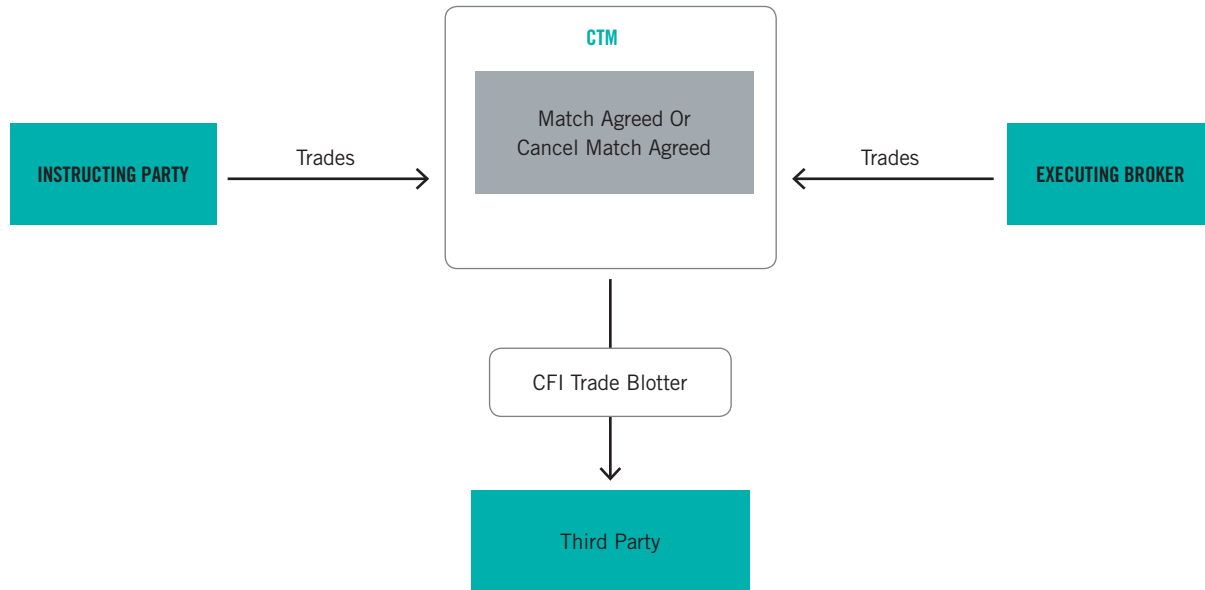 CTM
Match Agreed Or
Cancel Match Agreed
INSTRUCTING PARTY
Trades
Trades
EXECUTING BROKER
CFI Trade Blotter
Third Party